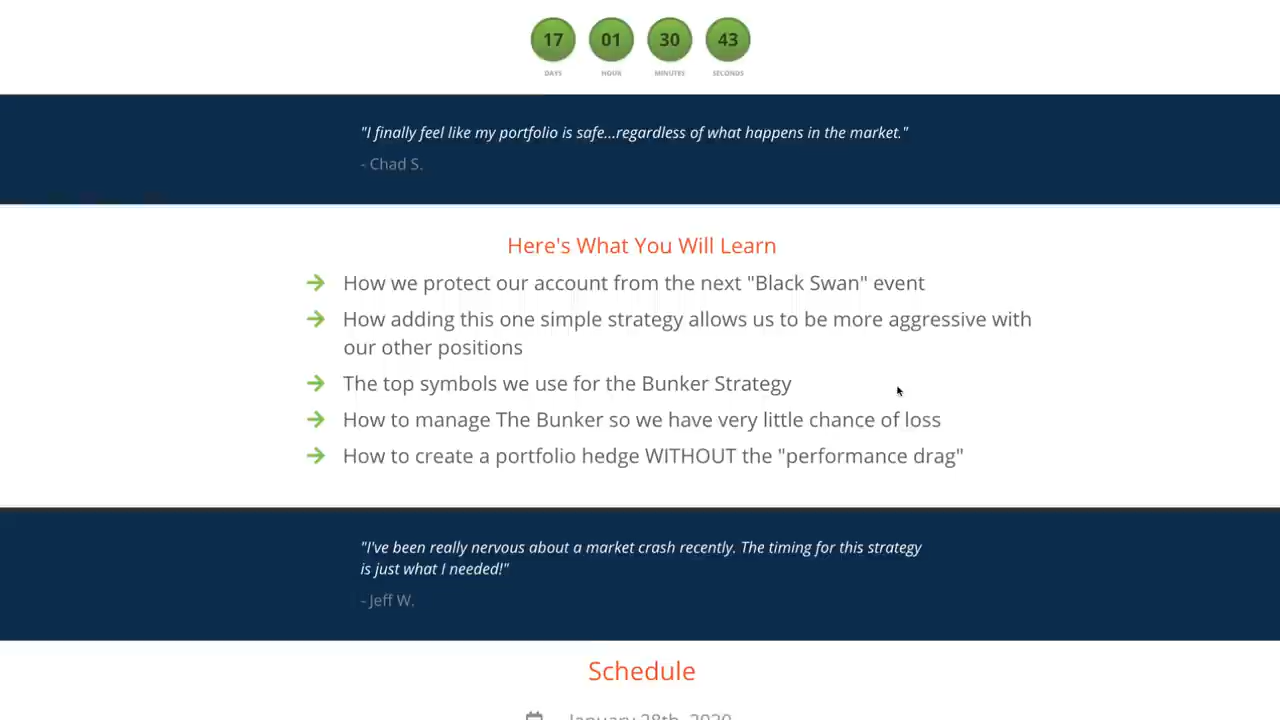 17 01 30 43
DAYS HOUR MINUTES SECONDS
"I finally feel like my portfolio is safe...regardless of what happens in the market."
- Chad S.
Here's What You Will Learn
How we protect our account from the next "Black Swan" event
How adding this one simple strategy allows us to be more aggressive with
our other positions
The top symbols we use for the Bunker Strategy
How to manage The Bunker so we have very little chance of loss
How to create a portfolio hedge WITHOUT the "performance drag"
"I've been really nervous about a market crash recently. The timing for this strategy
is just what I needed!"
- Jeff W.
Schedule
January 28th, 2020